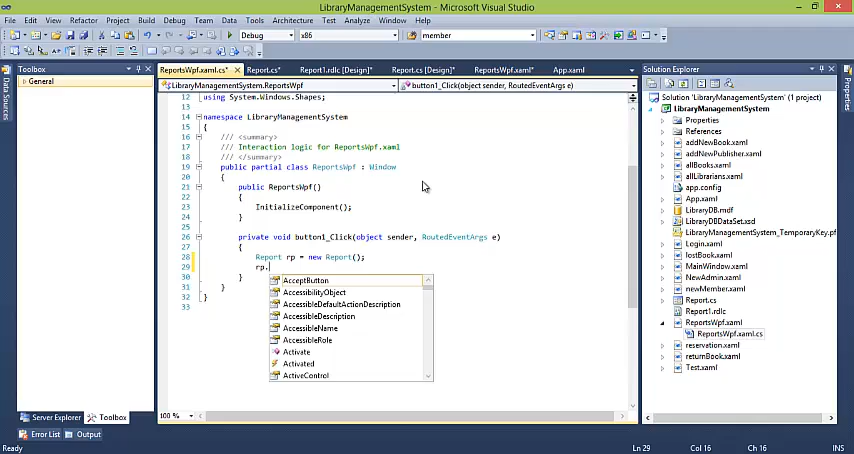 LibraryManagementSystem - Microsoft Visual Studio
File Edit View Refactor Project Build Debug Team Data Tools Architecture Test Analyze Window Help
Debug x86 member
Toolbox
General
Data Sources
ReportsWpf.xaml.cs* Report.cs* Report1.rdlc [Design]* Report.cs [Design]* ReportsWpf.xaml* App.xaml
LibraryManagementSystem.ReportsWpf button1_Click(object sender, RoutedEventArgs e)
12 using System.Windows.Shapes;
13
14 namespace LibraryManagementSystem
15 {
16 /// <summary>
17 /// Interaction logic for ReportsWpf.xaml
18 /// </summary>
19 public partial class ReportsWpf : Window
20 {
21 public ReportsWpf()
22 {
23 InitializeComponent();
24 }
25
26 private void button1_Click(object sender, RoutedEventArgs e)
27 {
28 Report rp = new Report();
29 rp.
30 }
31 }
32 }
33
AcceptButton
AccessibilityObject
AccessibleDefaultActionDescription
AccessibleDescription
AccessibleName
AccessibleRole
Activate
Activated
ActiveControl
100 %
Solution Explorer
Solution 'LibraryManagementSystem' (1 project)
LibraryManagementSystem
Properties
References
addNewBook.xaml
addNewPublisher.xaml
allBooks.xaml
allLibrarians.xaml
app.config
App.xaml
LibraryDB.mdf
LibraryDBDataSet.xsd
LibraryManagementSystem_TemporaryKey.pf
Login.xaml
lostBook.xaml
MainWindow.xaml
NewAdmin.xaml
newMember.xaml
Report.cs
Report1.rdlc
ReportsWpf.xaml
ReportsWpf.xaml.cs
reservation.xaml
returnBook.xaml
Test.xaml
Properties
Server Explorer Toolbox
Error List Output
Ready Ln 29 Col 16 Ch 16 INS